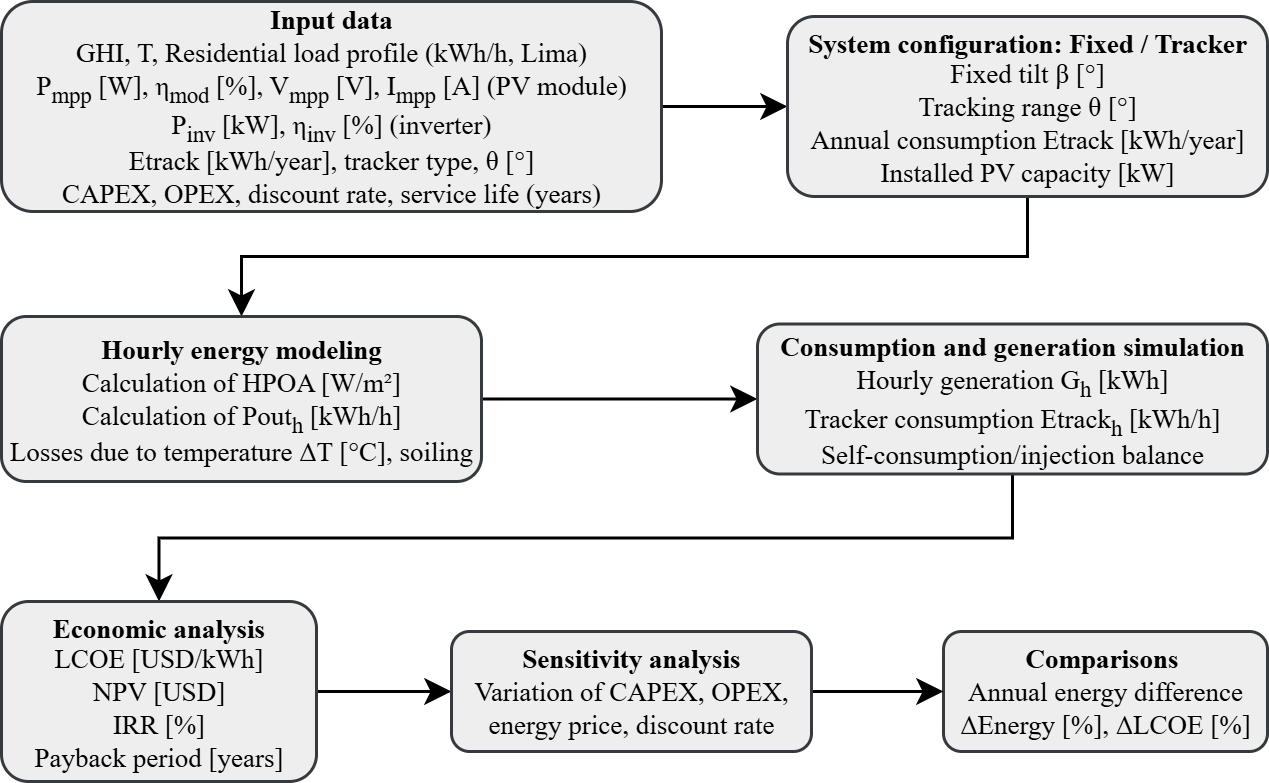 Input data
GHI, T, Residential load profile (kWh/h, Lima)
Pmpp [W], ηmod [%], Vmpp [V], Impp [A] (PV module)
Pinv [kW], ηinv [%] (inverter)
Etrack [kWh/year], tracker type, θ [°]
CAPEX, OPEX, discount rate, service life (years)
System configuration: Fixed / Tracker
Fixed tilt β [°]
Tracking range θ [°]
Annual consumption Etrack [kWh/year]
Installed PV capacity [kW]
Hourly energy modeling
Calculation of HPOA [W/m²]
Calculation of Pouth [kWh/h]
Losses due to temperature ΔT [°C], soiling
Consumption and generation simulation
Hourly generation Gh [kWh]
Tracker consumption Etrackh [kWh/h]
Self-consumption/injection balance
Economic analysis
LCOE [USD/kWh]
NPV [USD]
IRR [%]
Payback period [years]
Sensitivity analysis
Variation of CAPEX, OPEX,
energy price, discount rate
Comparisons
Annual energy difference
ΔEnergy [%], ΔLCOE [%]